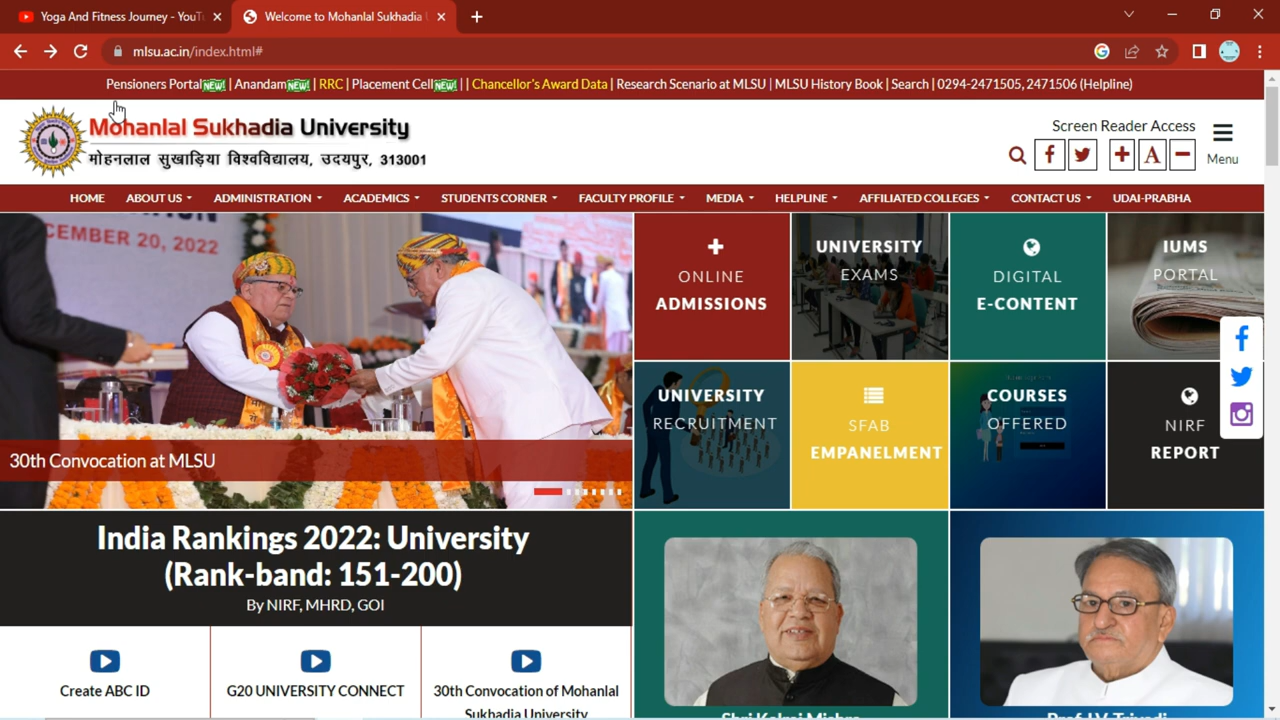 Yoga And Fitness Journey - YouT
Welcome to Mohanlal Sukhadia
mlsu.ac.in/index.html#
Pensioners Portal NEW! | Anandam NEW! | RRC | Placement Cell NEW! | | Chancellor's Award Data | Research Scenario at MLSU | MLSU History Book | Search | 0294-2471505, 2471506 (Helpline)
Mohanlal Sukhadia University
मोहनलाल सुखाड़िया विश्वविद्यालय, उदयपुर, 313001
Screen Reader Access
A
Menu
HOME ABOUT US ADMINISTRATION ACADEMICS STUDENTS CORNER FACULTY PROFILE MEDIA HELPLINE AFFILIATED COLLEGES CONTACT US UDAI-PRABHA
CEMBER 20, 2022
30th Convocation at MLSU
ONLINE
ADMISSIONS
UNIVERSITY
EXAMS
DIGITAL
E-CONTENT
IUMS
PORTAL
UNIVERSITY
RECRUITMENT
SFAB
EMPANELMENT
COURSES
OFFERED
NIRF
REPORT
India Rankings 2022: University
(Rank-band: 151-200)
By NIRF, MHRD, GOI
Create ABC ID
G20 UNIVERSITY CONNECT
30th Convocation of Mohanlal
Sukhadia University
Shri Kalraj Mishra
Prof. I.V. Trivedi